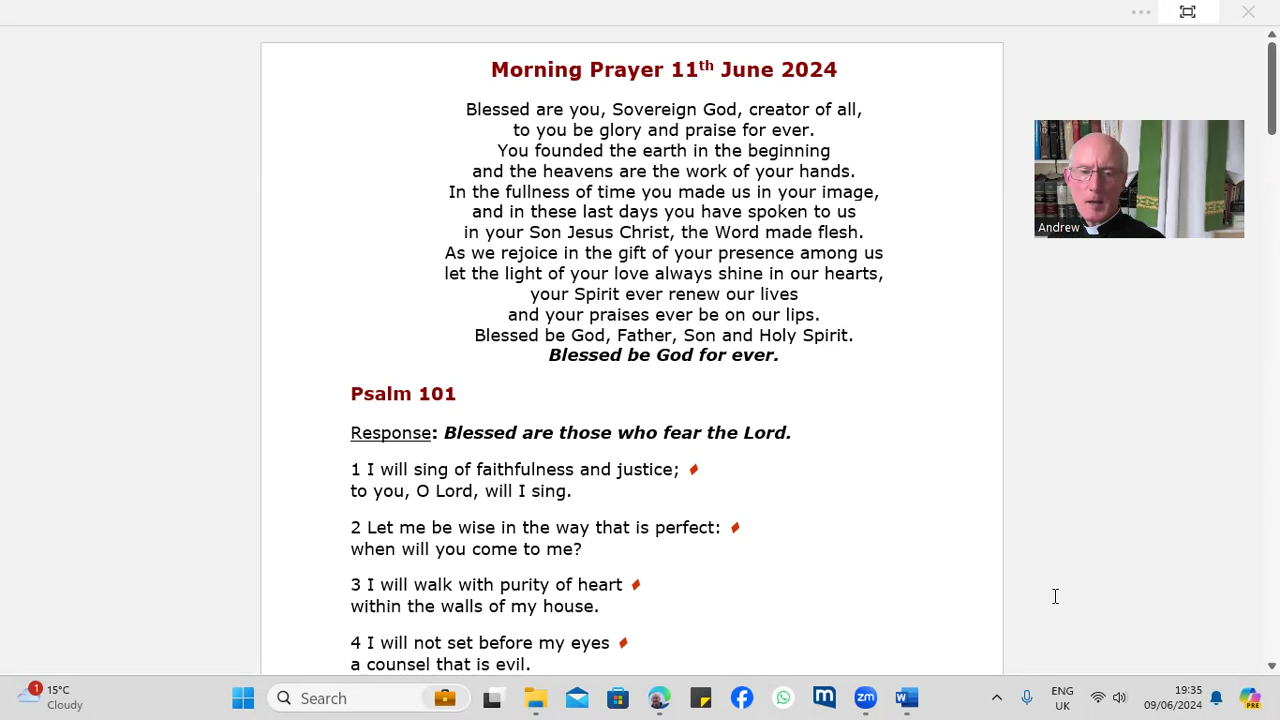 Morning Prayer 11th June 2024
Blessed are you, Sovereign God, creator of all,
to you be glory and praise for ever.
You founded the earth in the beginning
and the heavens are the work of your hands.
In the fullness of time you made us in your image,
and in these last days you have spoken to us
in your Son Jesus Christ, the Word made flesh.
As we rejoice in the gift of your presence among us
let the light of your love always shine in our hearts,
your Spirit ever renew our lives
and your praises ever be on our lips.
Blessed be God, Father, Son and Holy Spirit.
Blessed be God for ever.
Andrew
Psalm 101
Response: Blessed are those who fear the Lord.
1 I will sing of faithfulness and justice; ♦
to you, O Lord, will I sing.
2 Let me be wise in the way that is perfect: ♦
when will you come to me?
3 I will walk with purity of heart ♦
within the walls of my house.
4 I will not set before my eyes ♦
a counsel that is evil.
1
15°C
Cloudy
Search
zm
W
ENG
UK
19:35
09/06/2024
PRE